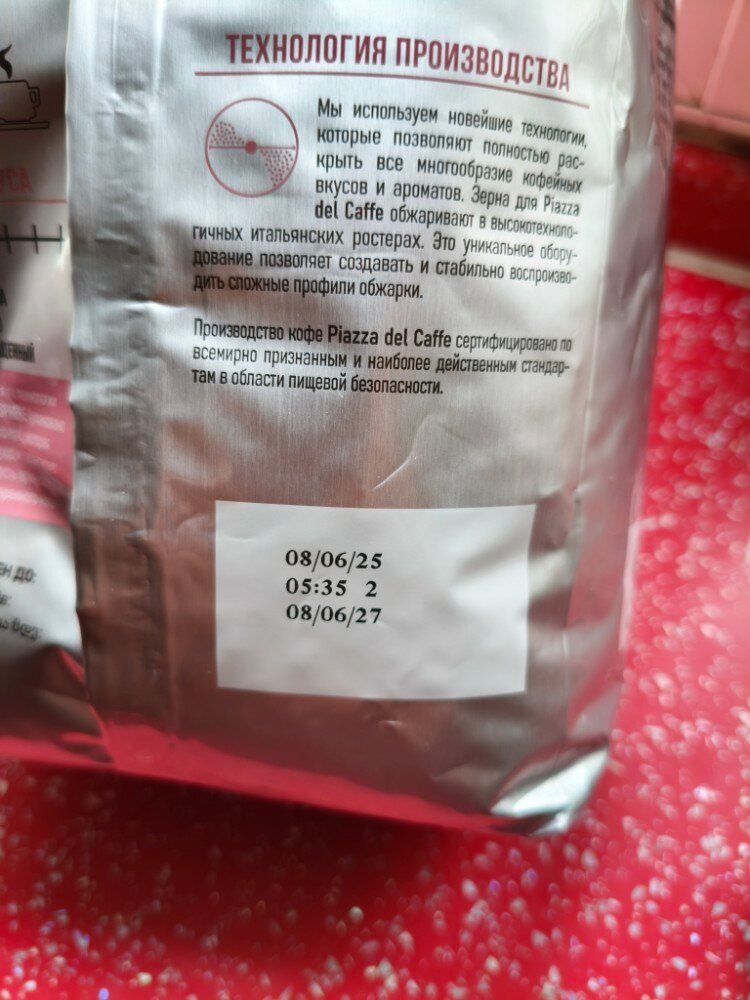 ТЕХНОЛОГИЯ ПРОИЗВОДСТВА
Мы используем новейшие технологии,
которые позволяют полностью рас-
крыть все многообразие кофейных
вкусов и ароматов. Зерна для Piazza
del Caffe обжаривают в высокотехноло-
гичных итальянских ростерах. Это уникальное обору-
дование позволяет создавать и стабильно воспроизво-
дить сложные профили обжарки.
Производство кофе Piazza del Caffe сертифицировано по
всемирно признанным и наиболее действенным стандар-
там в области пищевой безопасности.
08/06/25
05:35 2
08/06/27
ДО: